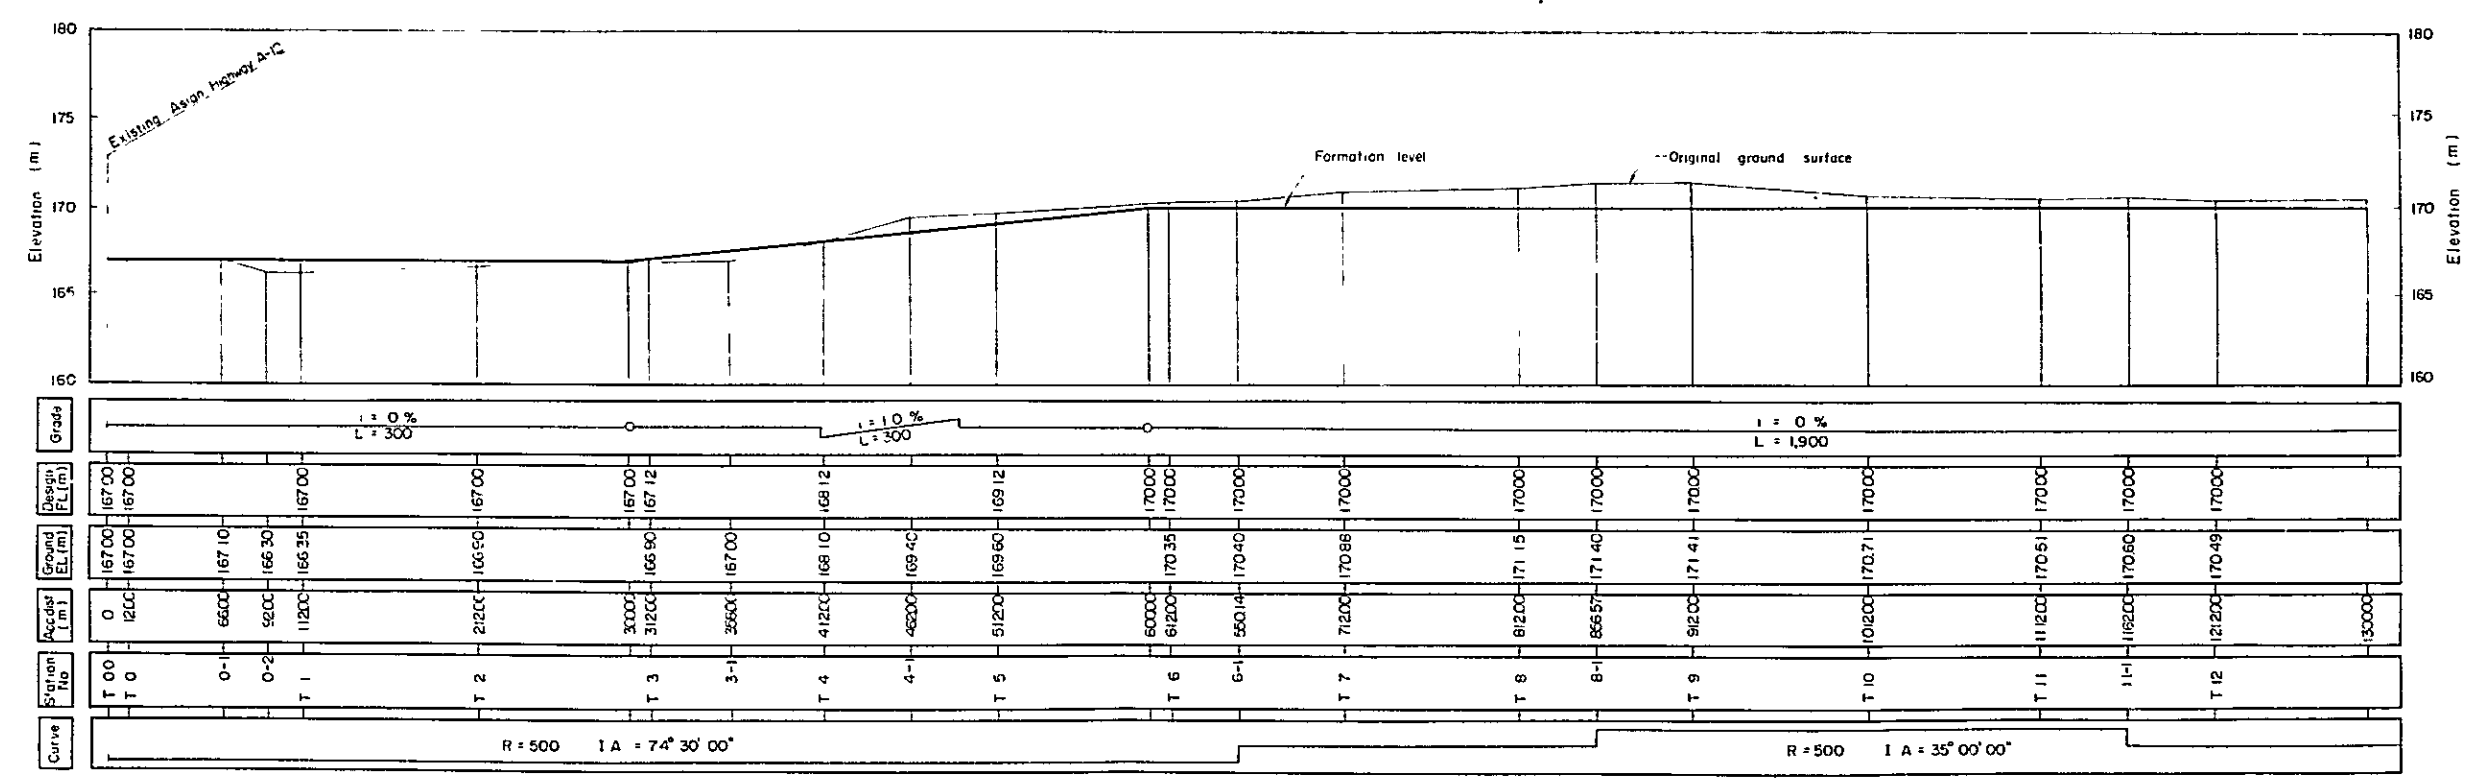 180
175
170
165
160
Elevation (m)
Existing Asian Highway A-12
Formation level
Original ground surface
180
175
170
165
160
Elevation (m)
Grade
i = 0 %
L = 300
i = 1 0 %
L = 300
i = 0 %
L = 1,900
Design FL (m)
167 00 167 00 167 00 167 00 167 00 167 12 168 12 169 12 170 00 170 00 170 00 170 00 170 00 170 00 170 00 170 00 170 00 170 00 170 00
Ground EL (m)
167 00 167 00 167 10 166 30 166 35 166 90 166 90 167 00 168 10 169 40 169 60 170 35 170 40 170 88 171 15 171 40 171 41 170.71 170.51 170.60 170.49
Acc dist (m)
0 12 00 66 00 92 00 112 00 212 00 300 00 312 00 356 00 412 00 462 00 512 00 600 00 612 00 650 14 712 00 812 00 856 57 912 00 1012 00 1112 00 1162 00 1212 00 1300 00
Station No
T 00 T 0 0-1 0-2 T 1 T 2 T 3 3-1 T 4 4-1 T 5 T 6 6-1 T 7 T 8 8-1 T 9 T 10 T 11 11-1 T 12
Curve
R = 500 I A = 74° 30' 00"
R = 500 I A = 35° 00' 00"